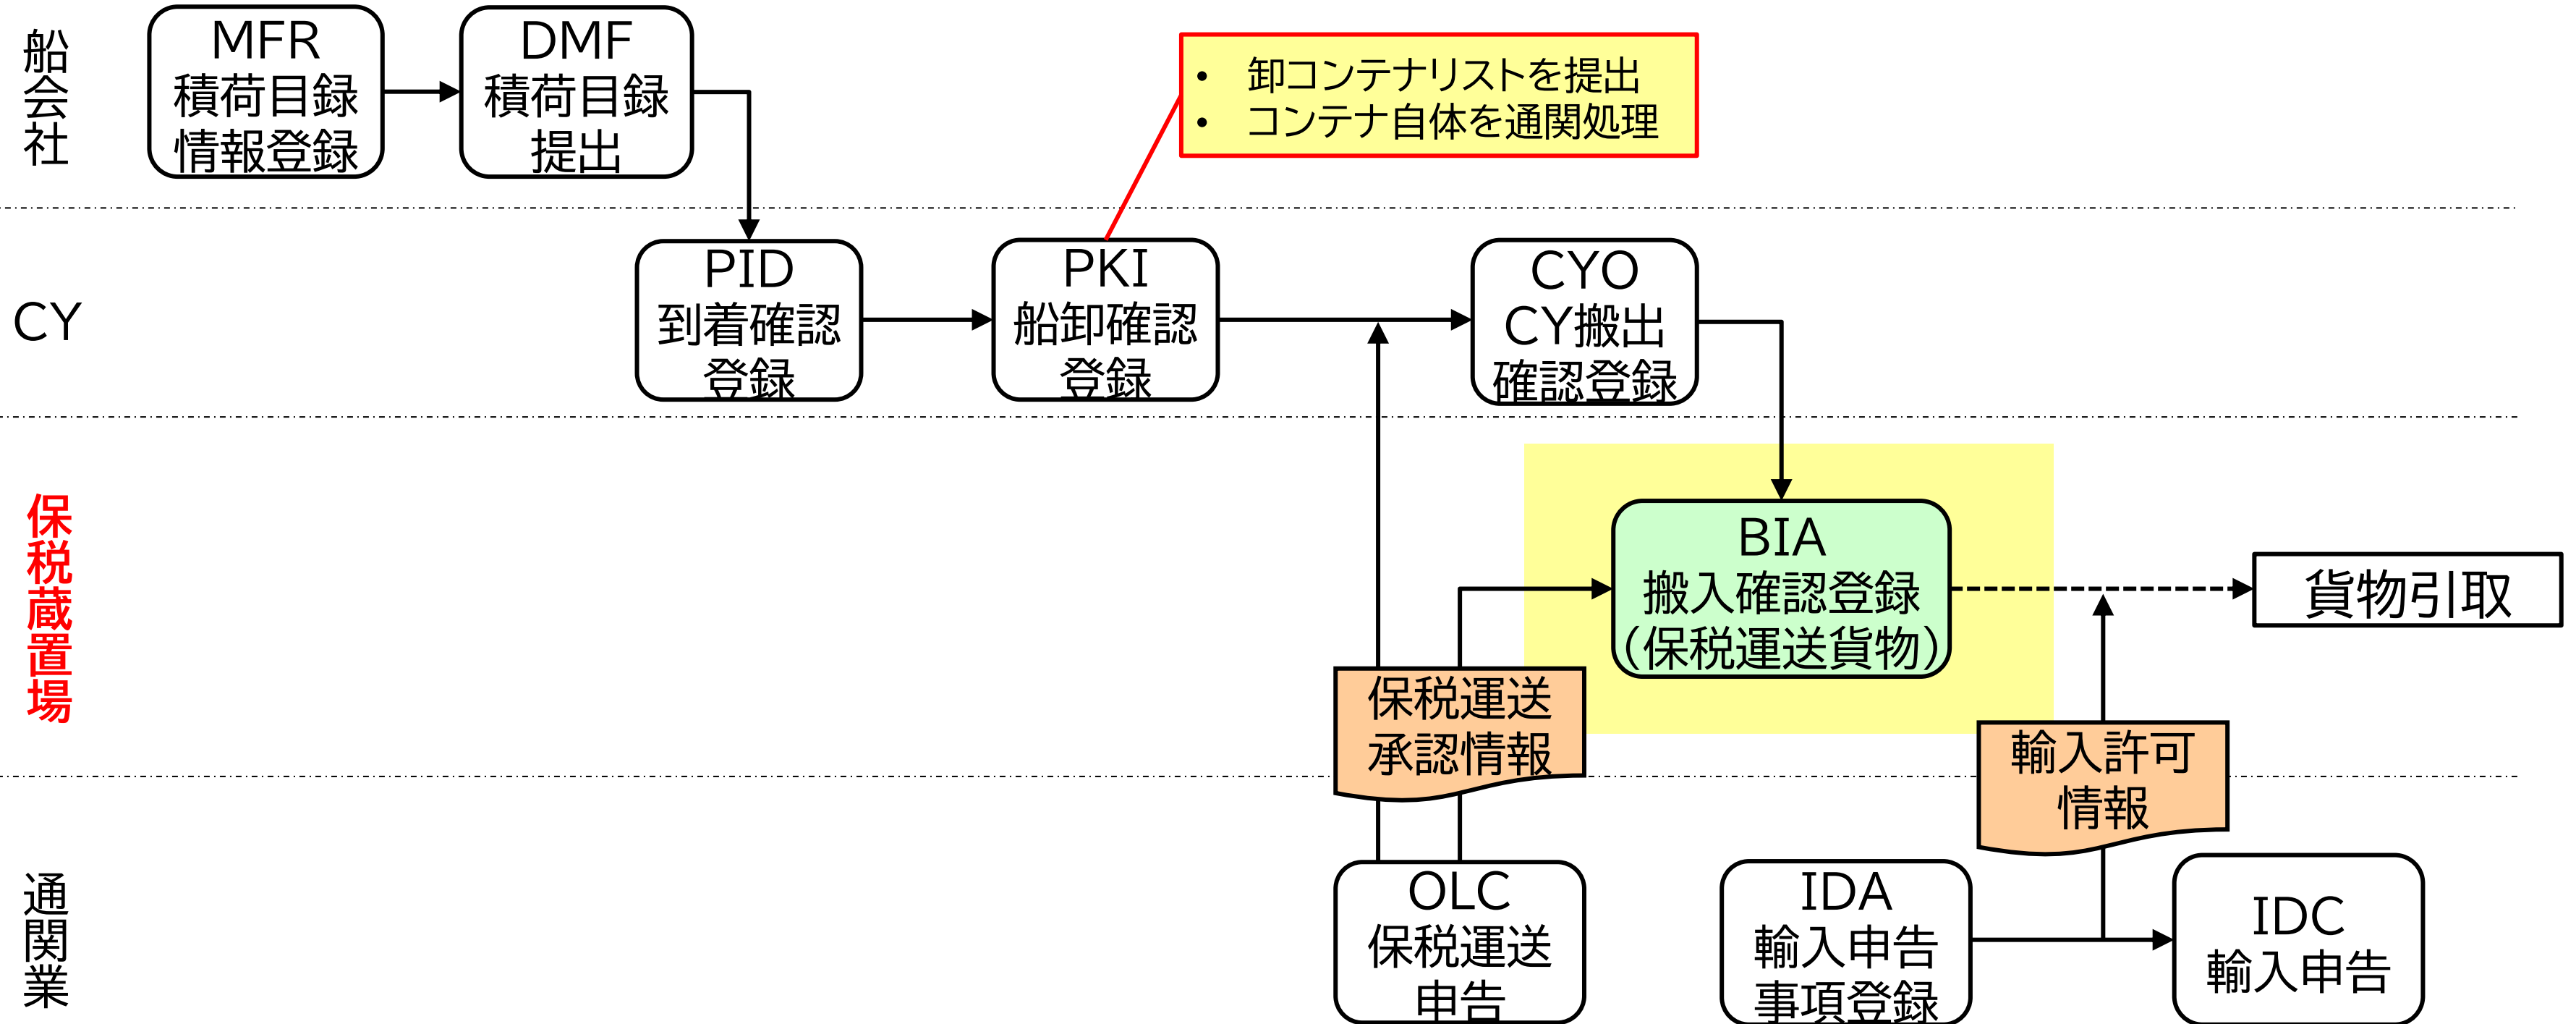 船会社
MFR
積荷目録
情報登録
DMF
積荷目録
提出
• 卸コンテナリストを提出
• コンテナ自体を通関処理
CY
PID
到着確認
登録
PKI
船卸確認
登録
CYO
CY搬出
確認登録
保税蔵置場
BIA
搬入確認登録
（保税運送貨物）
貨物引取
保税運送
承認情報
輸入許可
情報
通関業
OLC
保税運送
申告
IDA
輸入申告
事項登録
IDC
輸入申告